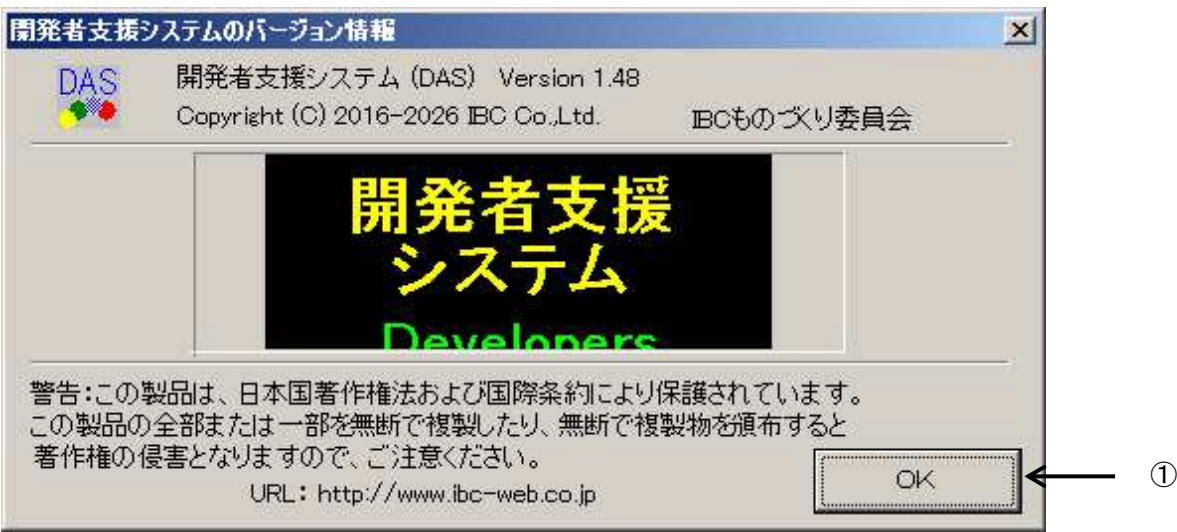 開発者支援システムのバージョン情報
DAS
開発者支援システム (DAS) Version 1.48
Copyright (C) 2016-2026 IBC Co.,Ltd. IBCものづくり委員会
開発者支援
システム
Developers
警告:この製品は、日本国著作権法および国際条約により保護されています。
この製品の全部または一部を無断で複製したり、無断で複製物を頒布すると
著作権の侵害となりますので、ご注意ください。
URL: http://www.ibc-web.co.jp
OK
①